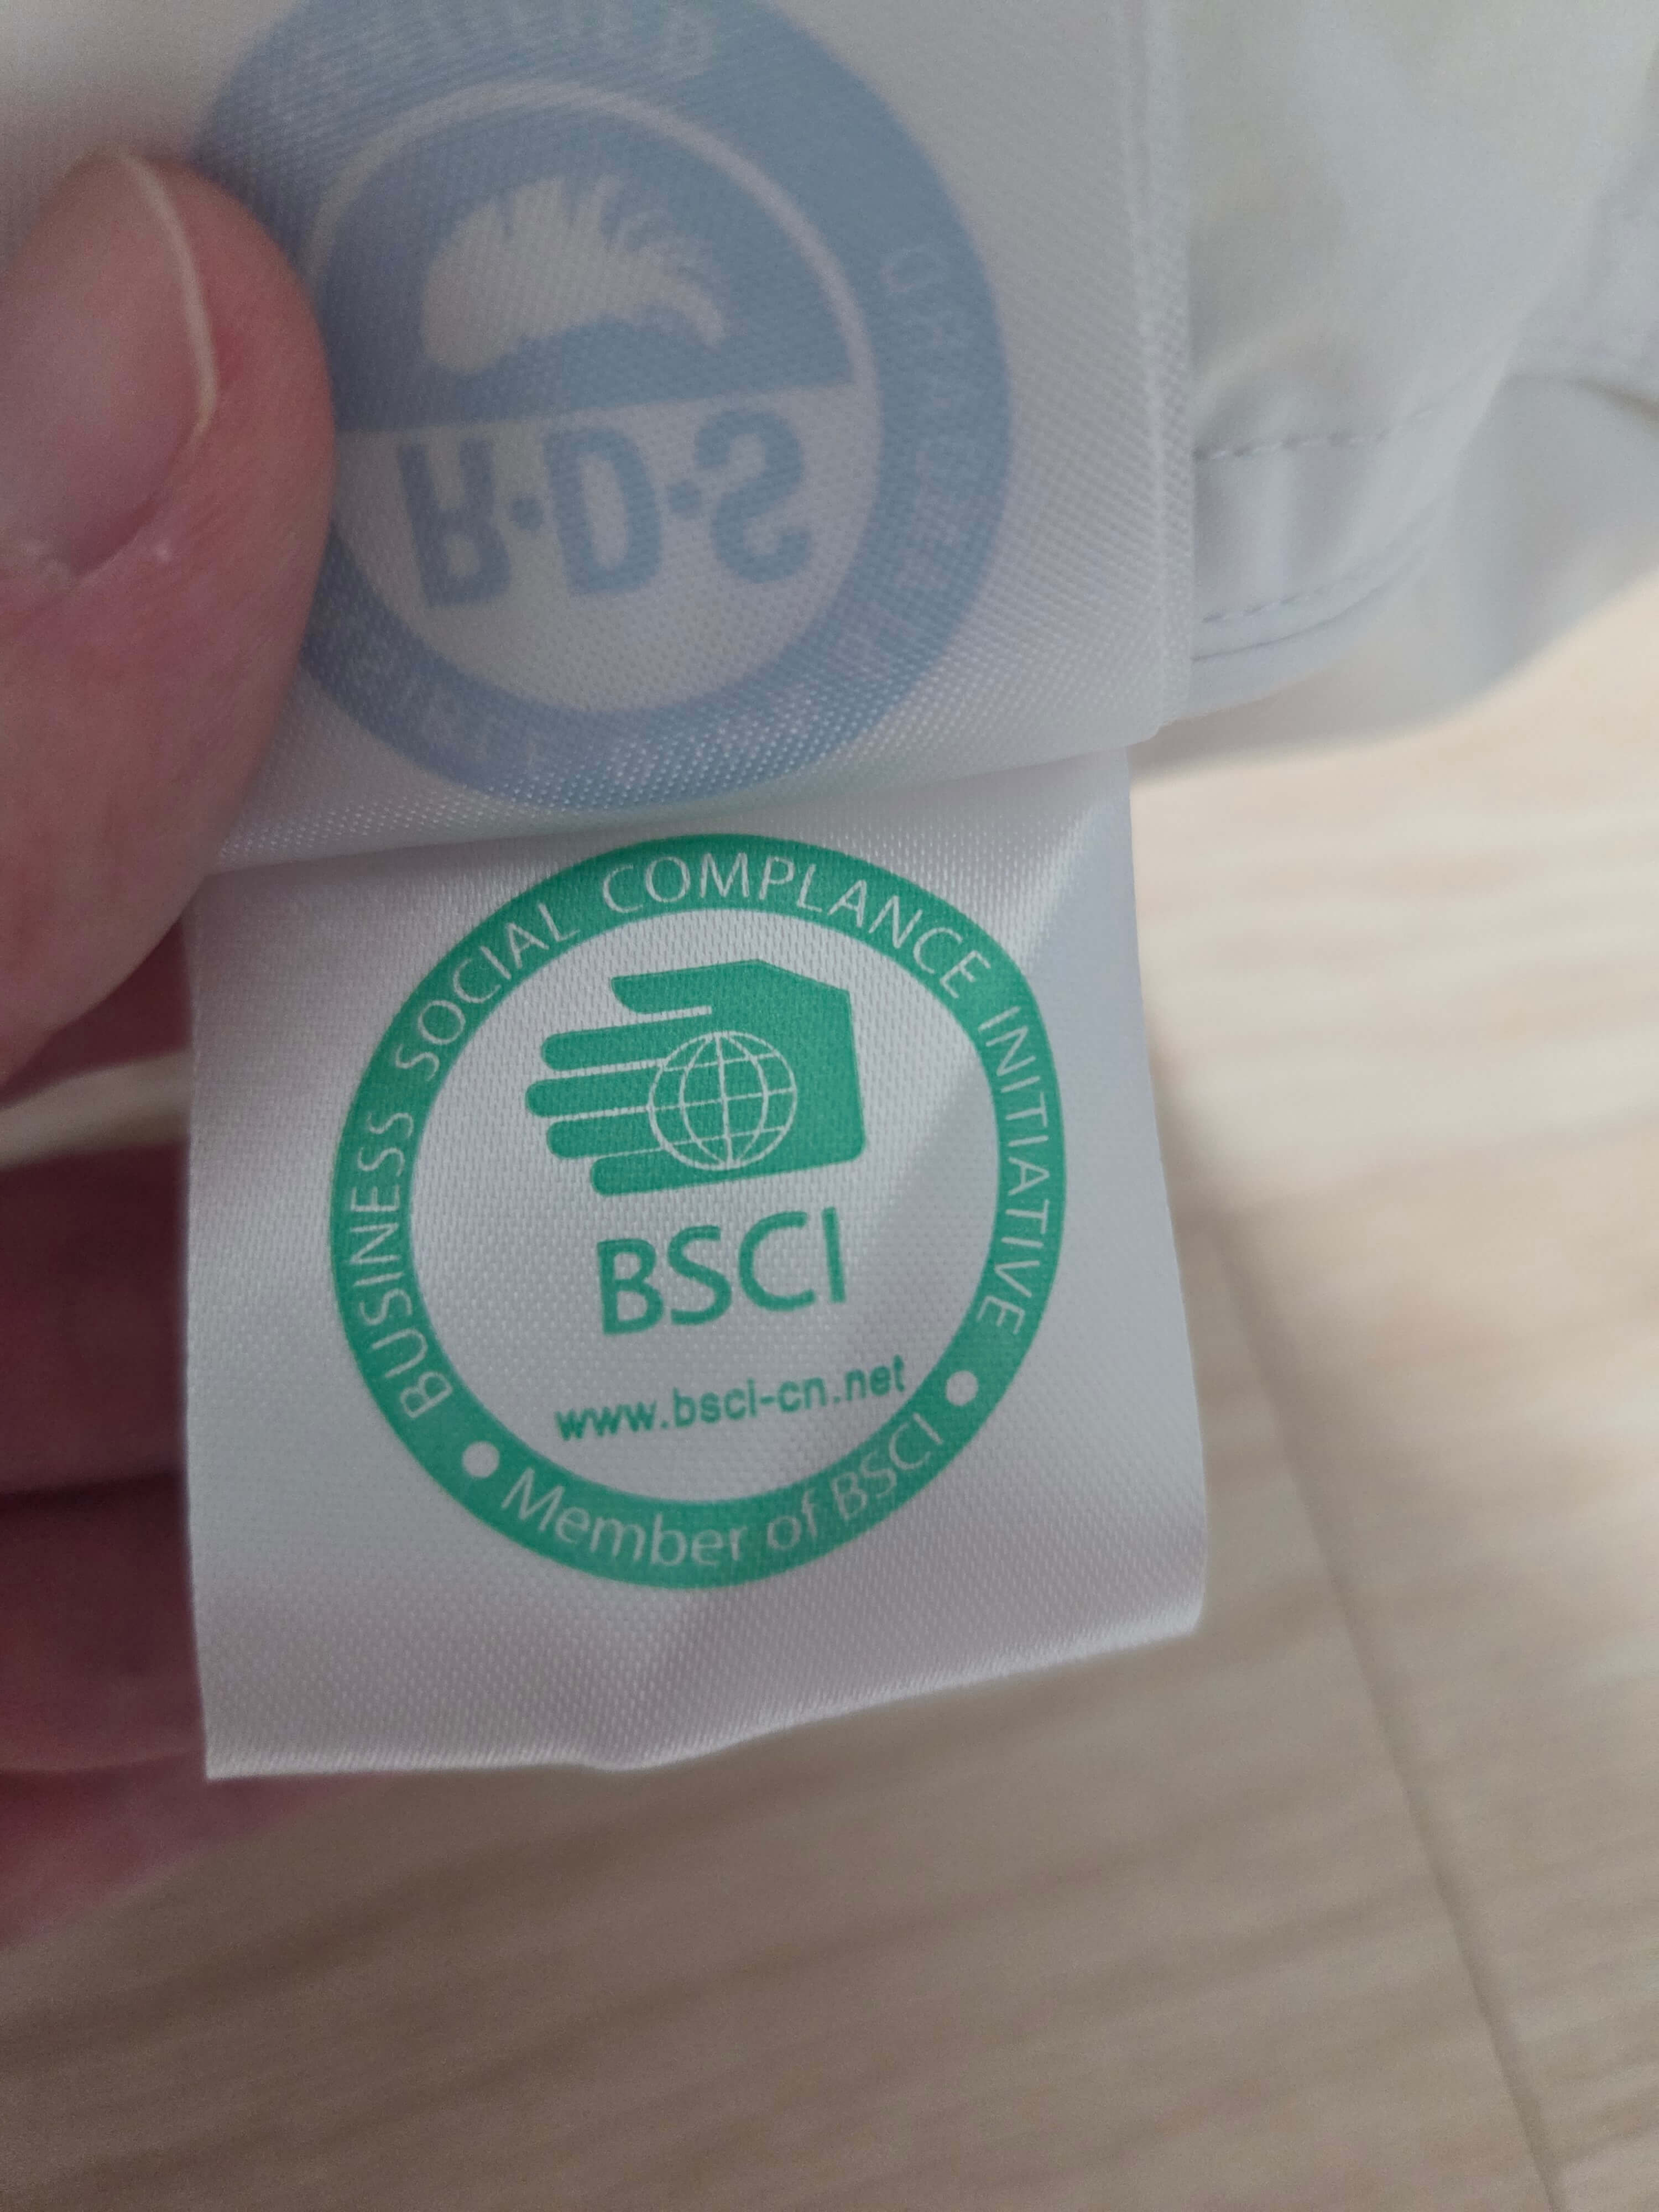 R·D·S
BUSINESS SOCIAL COMPLANCE INITIATIVE
BSCI
www.bsci-cn.net
Member of BSCI